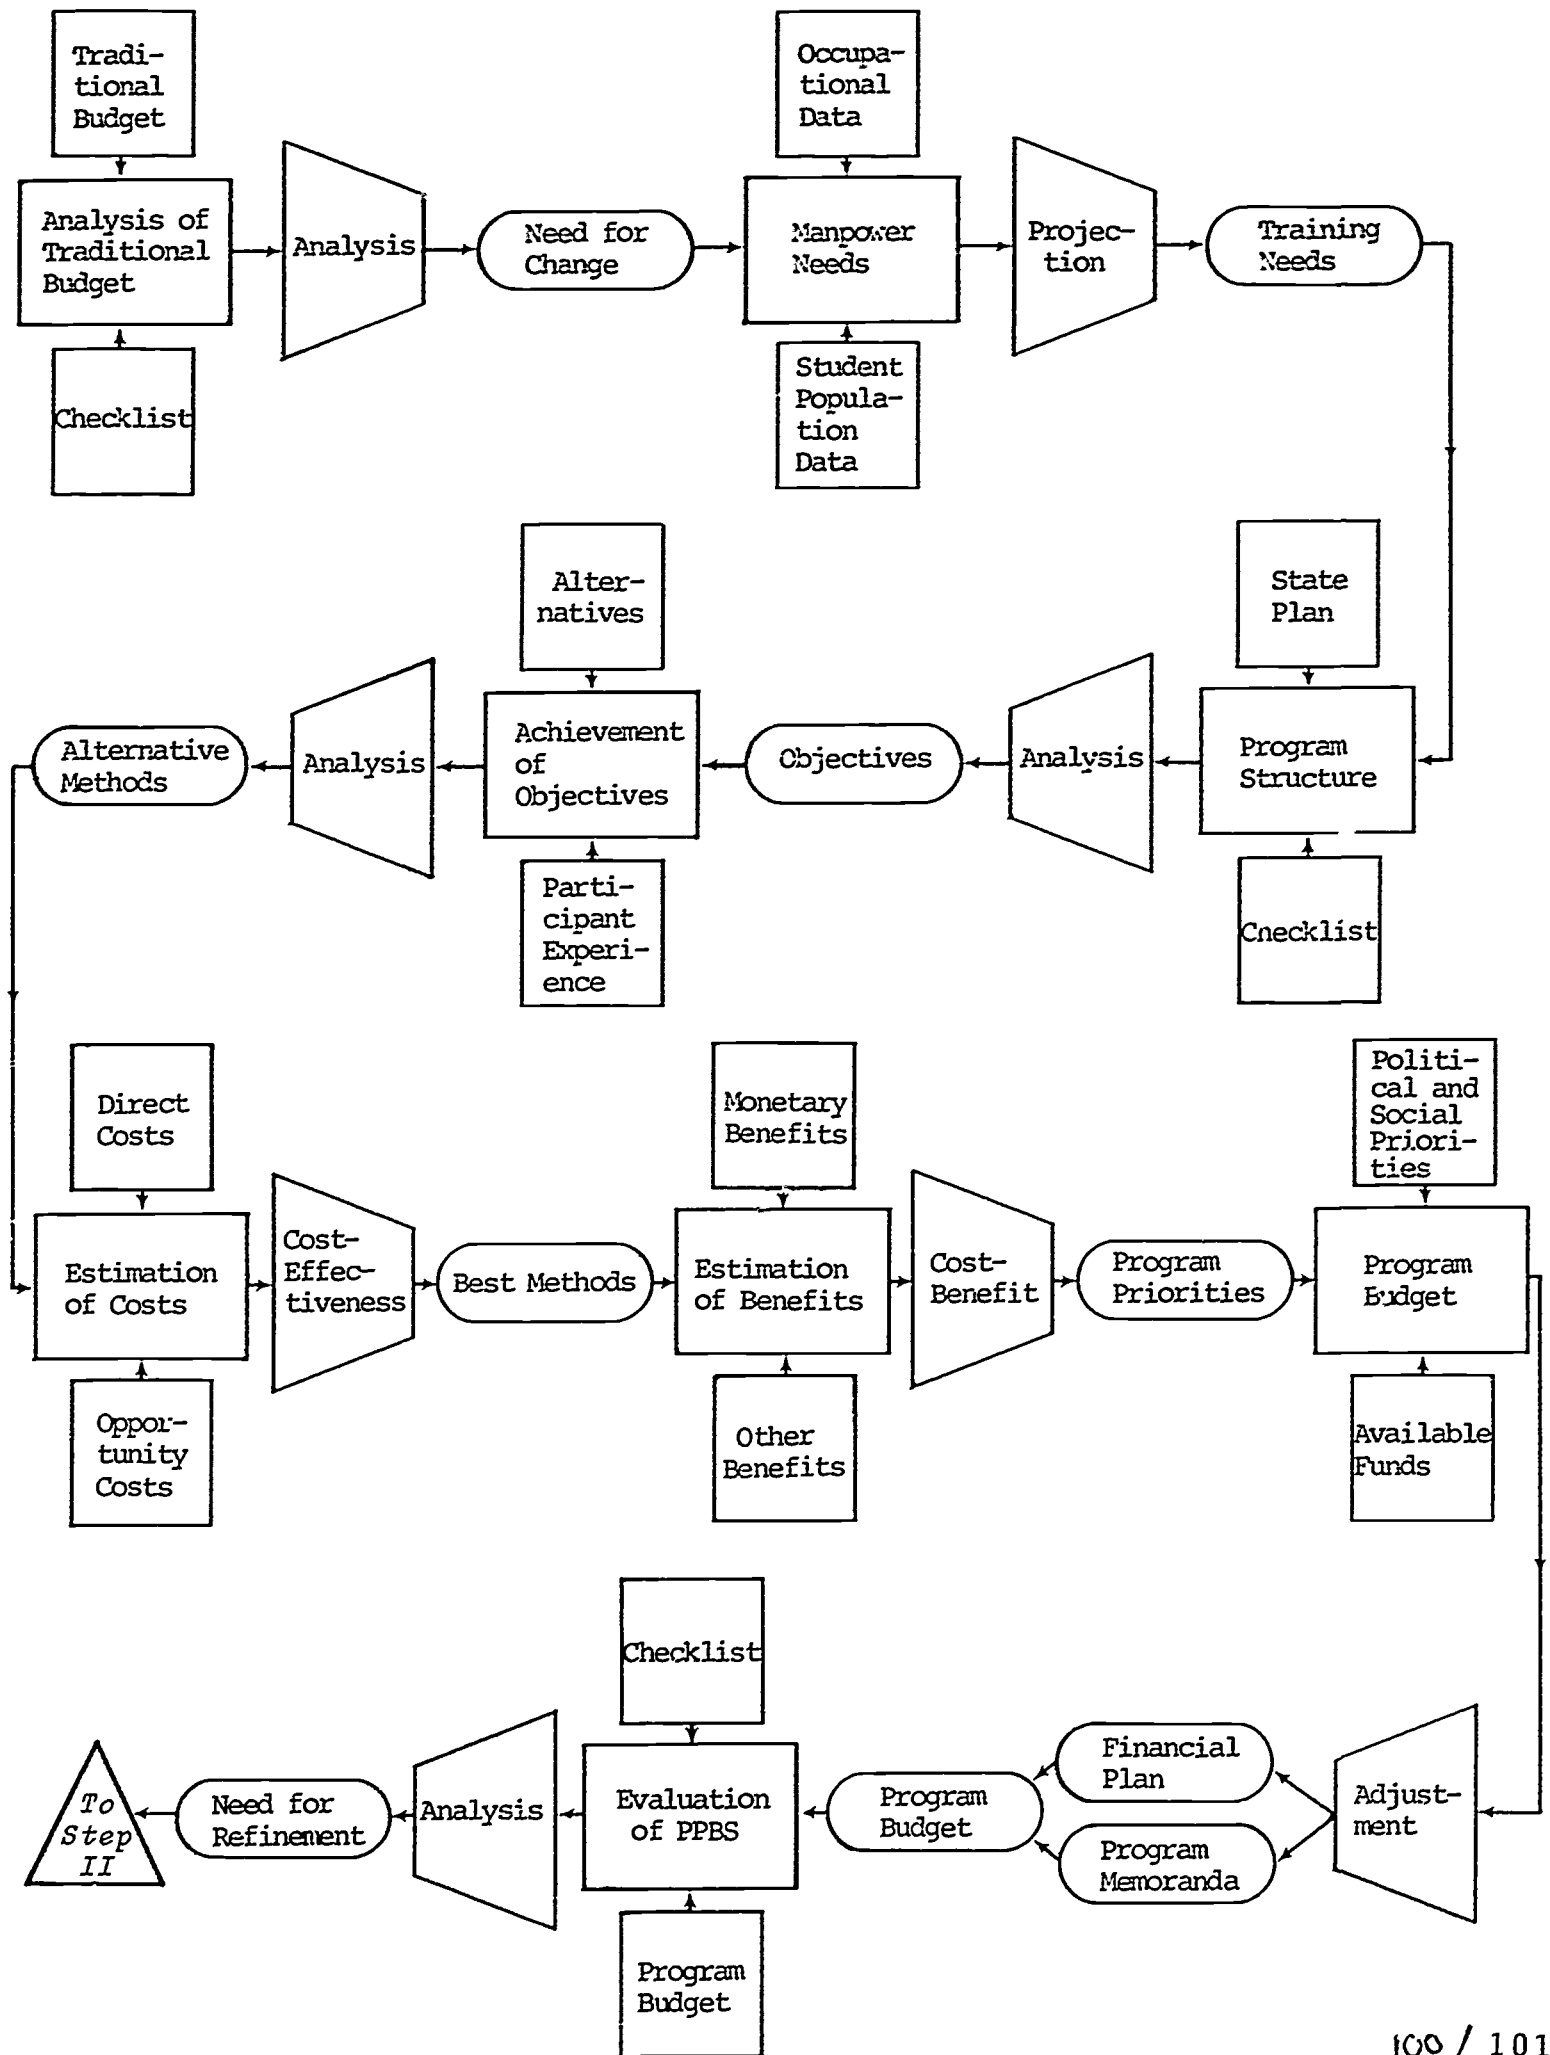 Tradi-
tional
Budget
Occupa-
tional
Data
Analysis of
Traditional
Budget
Analysis
Need for
Change
Manpower
Needs
Projec-
tion
Training
Needs
Checklist
Student
Popula-
tion
Data
Alter-
natives
State
Plan
Alternative
Methods
Analysis
Achievement
of
Objectives
Objectives
Analysis
Program
Structure
Parti-
cipant
Experi-
ence
Cnecklist
Direct
Costs
Monetary
Benefits
Politi-
cal and
Social
Priori-
ties
Estimation
of Costs
Cost-
Effec-
tiveness
Best Methods
Estimation
of Benefits
Cost-
Benefit
Program
Priorities
Program
Budget
Oppor-
tunity
Costs
Other
Benefits
Available
Funds
Checklist
To
Step
II
Need for
Refinement
Analysis
Evaluation
of PPBS
Program
Budget
Financial
Plan
Program
Memoranda
Adjust-
ment
Program
Budget
100 / 101